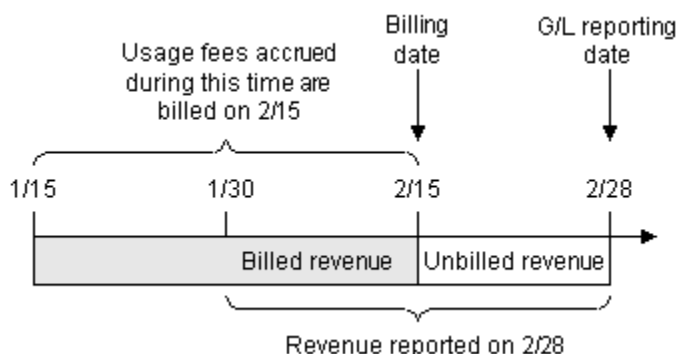 Usage fees accrued
during this time are
billed on 2/15
Billing
date
G/L reporting
date
1/15
1/30
2/15
2/28
Billed revenue
Unbilled revenue
Revenue reported on 2/28